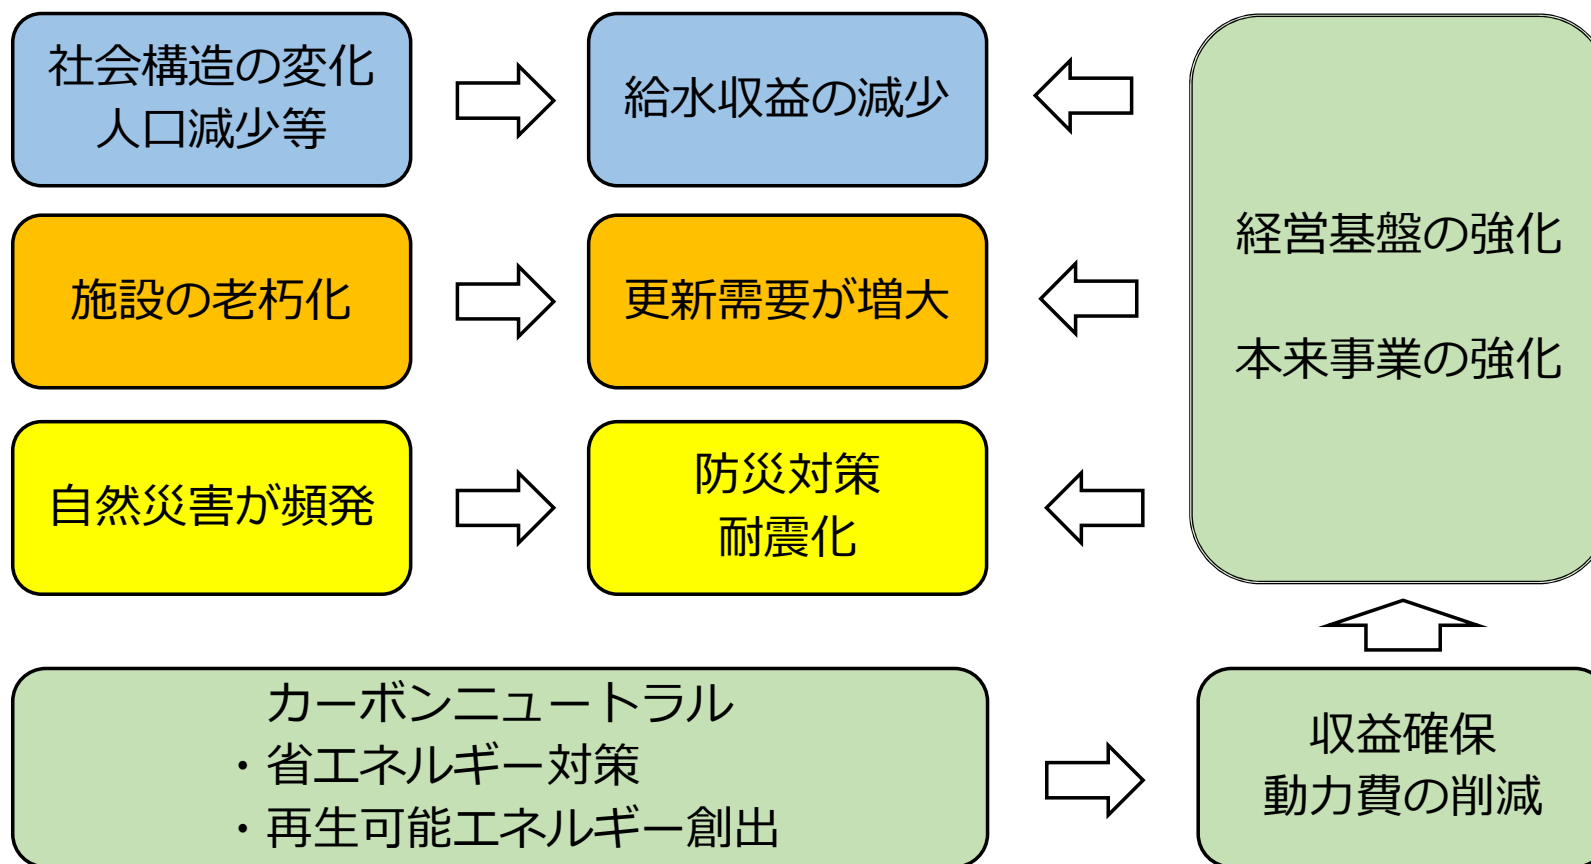 社会構造の変化
人口減少等
給水収益の減少
経営基盤の強化
本来事業の強化
施設の老朽化
更新需要が増大
自然災害が頻発
防災対策
耐震化
カーボンニュートラル
・省エネルギー対策
・再生可能エネルギー創出
収益確保
動力費の削減